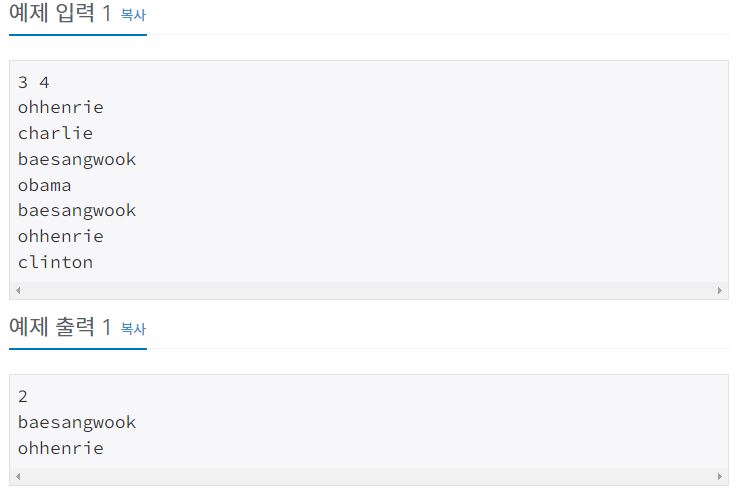 예제 입력 1 복사
3 4
ohhenrie
charlie
baesangwook
obama
baesangwook
ohhenrie
clinton
예제 출력 1 복사
2
baesangwook
ohhenrie